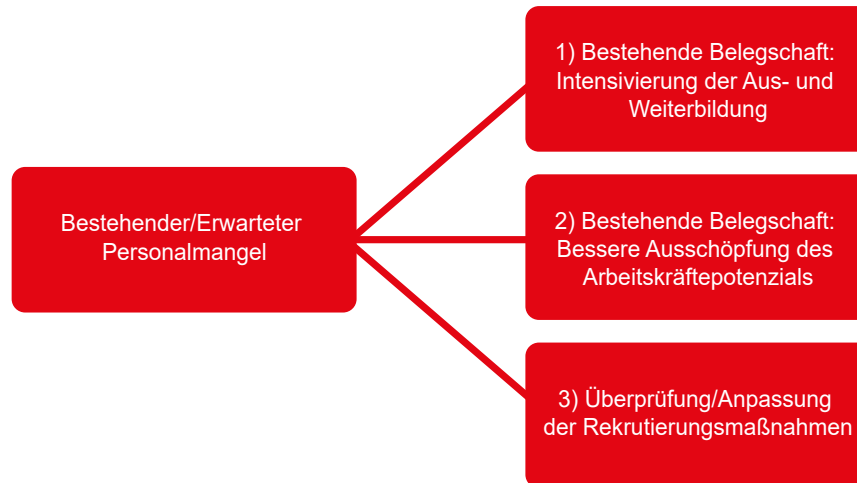 Bestehender/Erwarteter
Personalmangel
1) Bestehende Belegschaft:
Intensivierung der Aus- und
Weiterbildung
2) Bestehende Belegschaft:
Bessere Ausschöpfung des
Arbeitskräftepotenzials
3) Überprüfung/Anpassung
der Rekrutierungsmaßnahmen